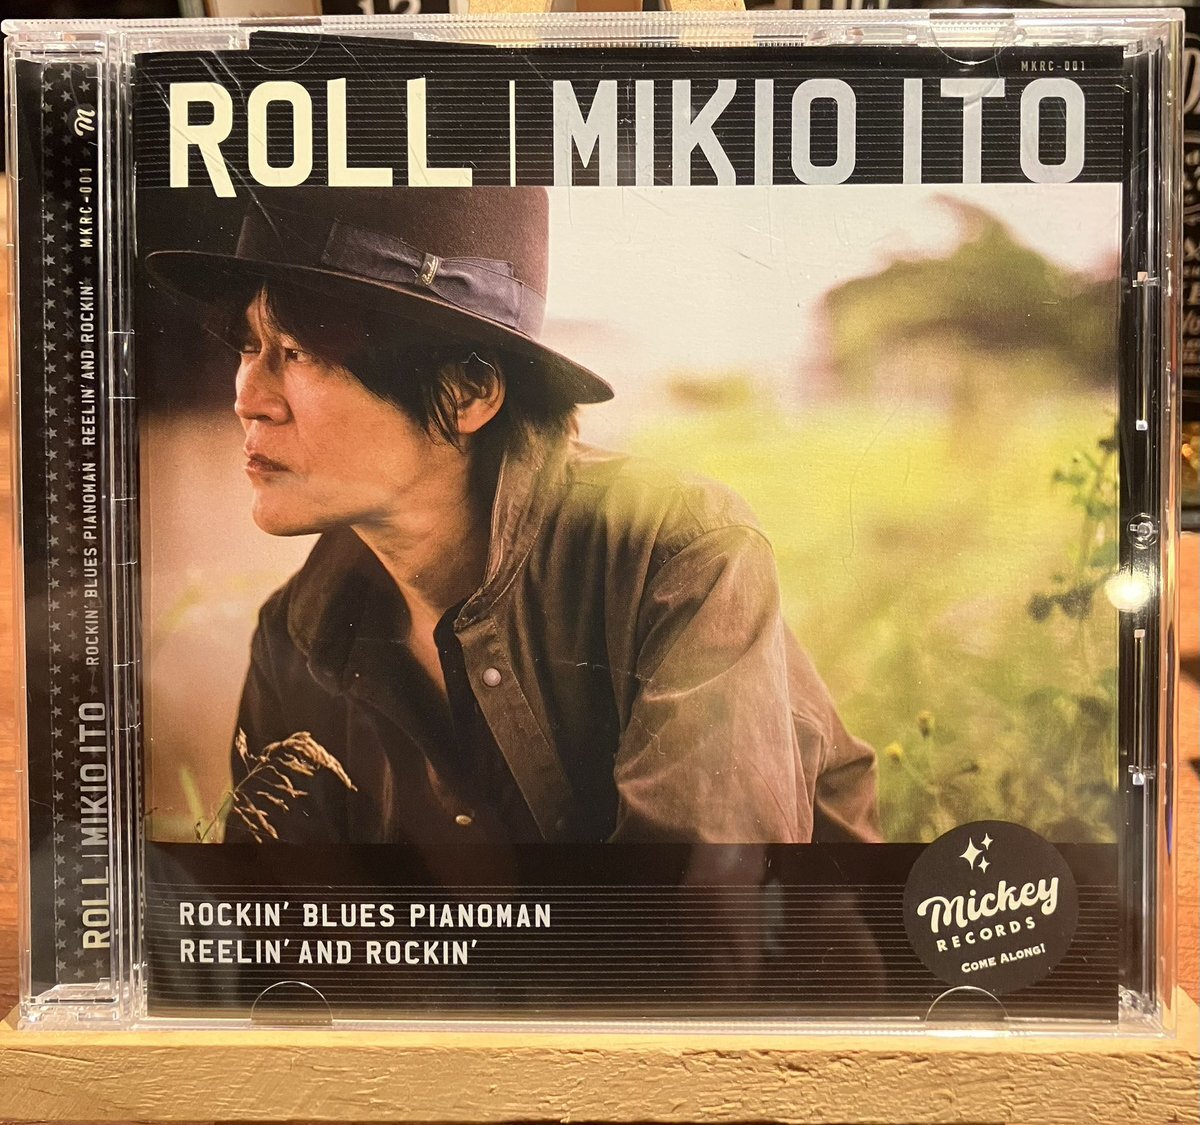 MKRC-001
ROLL | MIKIO ITO
ROCKIN' BLUES PIANOMAN
REELIN' AND ROCKIN'
Mickey
RECORDS
COME ALONG!
ROLL | MIKIO ITO
ROCKIN' BLUES PIANOMAN REELIN' AND ROCKIN'
MKRC-001
M